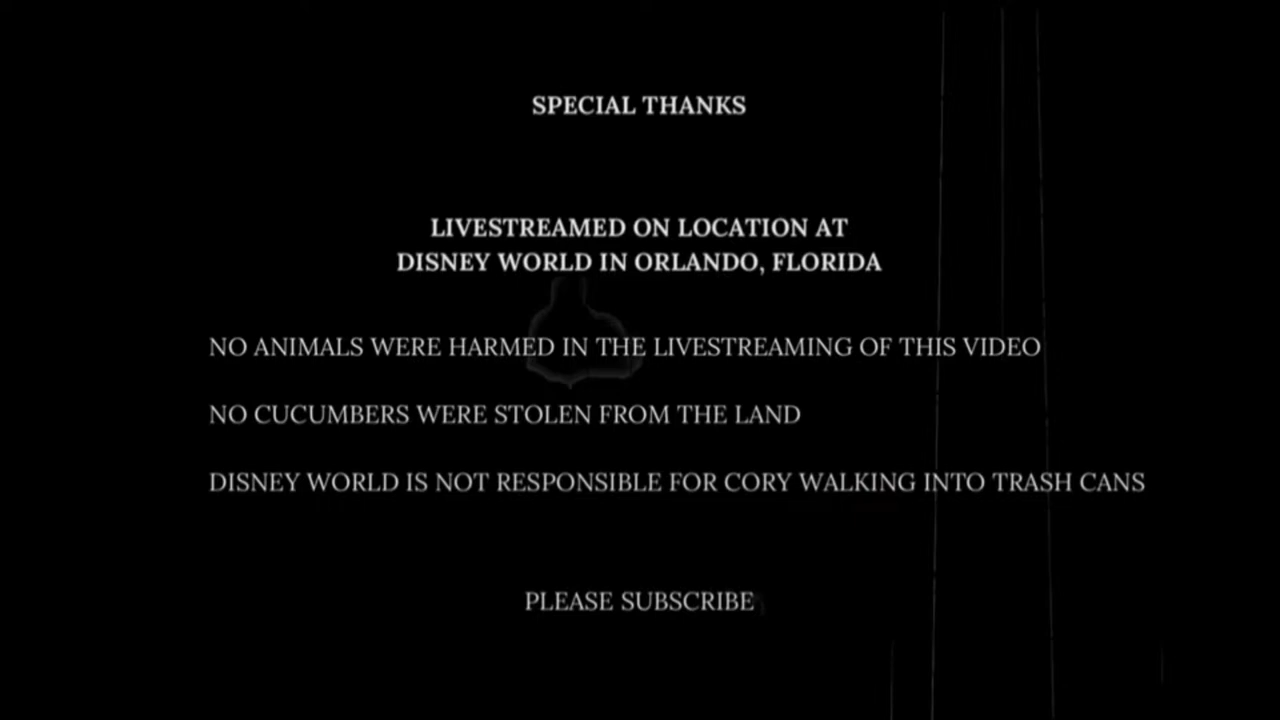 SPECIAL THANKS
LIVESTREAMED ON LOCATION AT
DISNEY WORLD IN ORLANDO, FLORIDA
NO ANIMALS WERE HARMED IN THE LIVESTREAMING OF THIS VIDEO
NO CUCUMBERS WERE STOLEN FROM THE LAND
DISNEY WORLD IS NOT RESPONSIBLE FOR CORY WALKING INTO TRASH CANS
PLEASE SUBSCRIBE